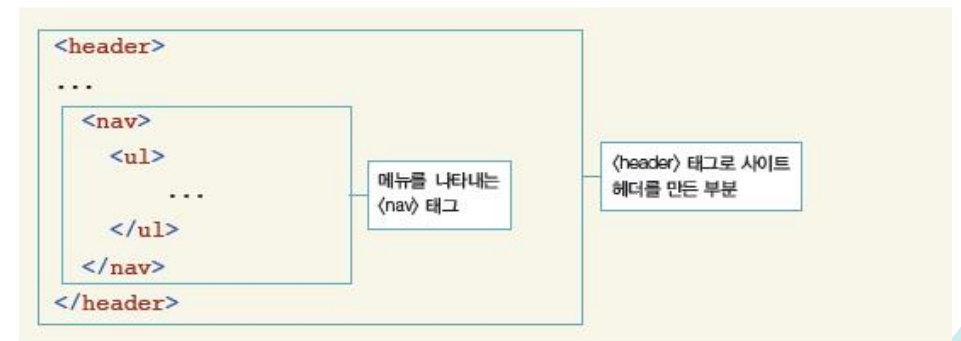 <header>
...
<nav>
<ul>
...
</ul>
</nav>
</header>
메뉴를 나타내는
〈nav〉 태그
〈header〉 태그로 사이트
헤더를 만든 부분